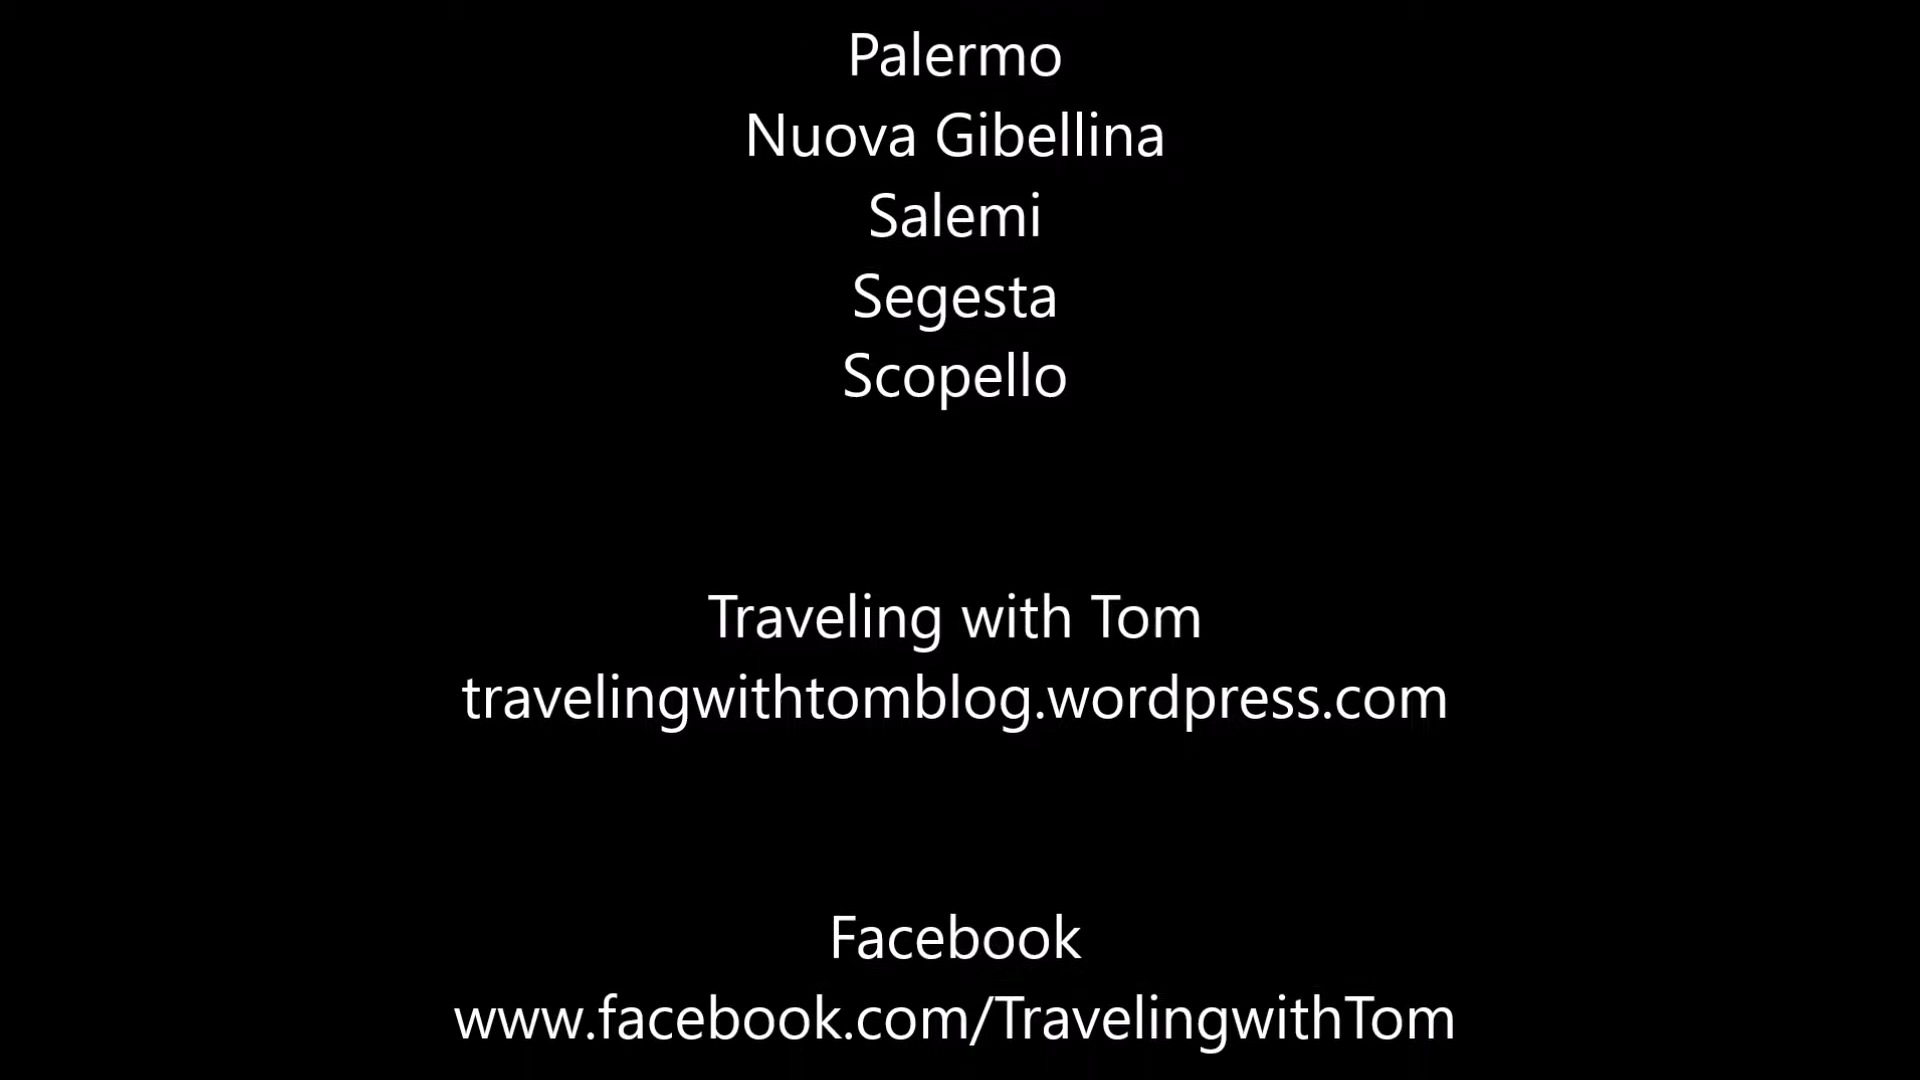 Palermo
Nuova Gibellina
Salemi
Segesta
Scopello
Traveling with Tom
travelingwithtomblog.wordpress.com
Facebook
www.facebook.com/TravelingwithTom